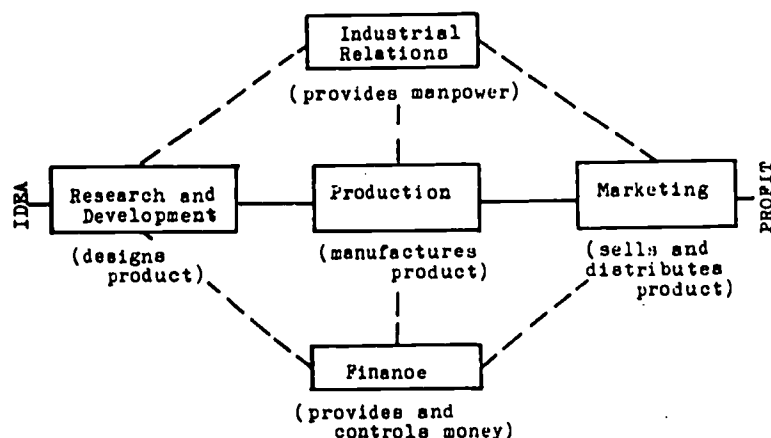 Industrial
Relations
(provides manpower)
IDEA
Research and
Development
Production
Marketing
PROFIT
(designs
product)
(manufactures
product)
(sells and
distributes
product)
Finance
(provides and
controls money)